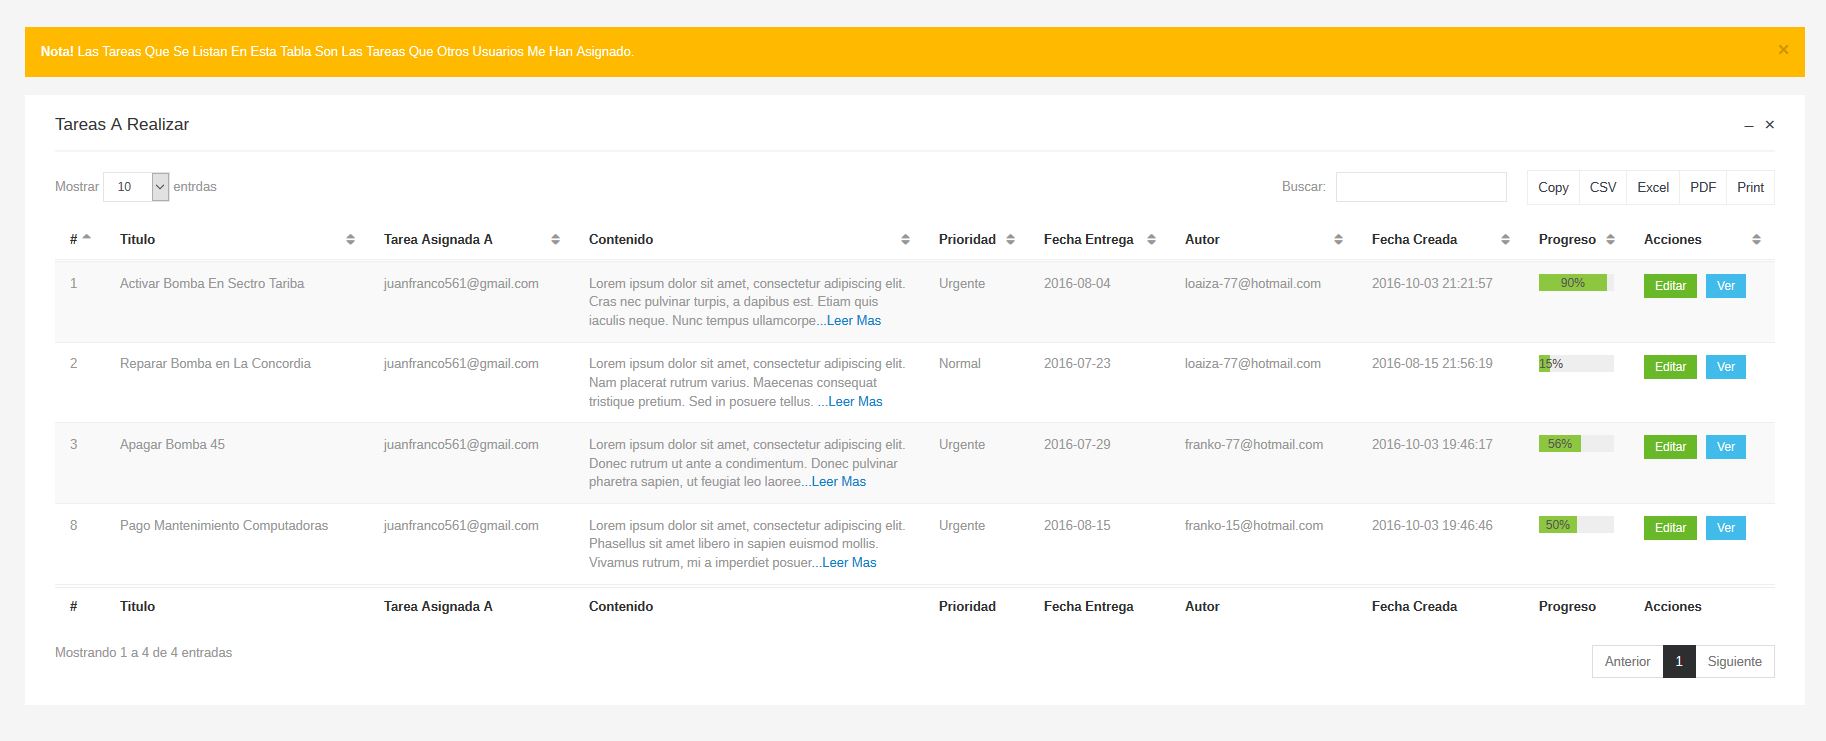 Nota! Las Tareas Que Se Listan En Esta Tabla Son Las Tareas Que Otros Usuarios Me Han Asignado. ×
Tareas A Realizar
Mostrar 10 entrdas Buscar: Copy CSV Excel PDF Print
# Titulo Tarea Asignada A Contenido Prioridad Fecha Entrega Autor Fecha Creada Progreso Acciones
1 Activar Bomba En Sectro Tariba juanfranco561@gmail.com Lorem ipsum dolor sit amet, consectetur adipiscing elit. Urgente 2016-08-04 loaiza-77@hotmail.com 2016-10-03 21:21:57 90% Editar Ver
Cras nec pulvinar turpis, a dapibus est. Etiam quis
iaculis neque. Nunc tempus ullamcorpe...Leer Mas
2 Reparar Bomba en La Concordia juanfranco561@gmail.com Lorem ipsum dolor sit amet, consectetur adipiscing elit. Normal 2016-07-23 loaiza-77@hotmail.com 2016-08-15 21:56:19 15% Editar Ver
Nam placerat rutrum varius. Maecenas consequat
tristique pretium. Sed in posuere tellus. ...Leer Mas
3 Apagar Bomba 45 juanfranco561@gmail.com Lorem ipsum dolor sit amet, consectetur adipiscing elit. Urgente 2016-07-29 franko-77@hotmail.com 2016-10-03 19:46:17 56% Editar Ver
Donec rutrum ut ante a condimentum. Donec pulvinar
pharetra sapien, ut feugiat leo laoree...Leer Mas
8 Pago Mantenimiento Computadoras juanfranco561@gmail.com Lorem ipsum dolor sit amet, consectetur adipiscing elit. Urgente 2016-08-15 franko-15@hotmail.com 2016-10-03 19:46:46 50% Editar Ver
Phasellus sit amet libero in sapien euismod mollis.
Vivamus rutrum, mi a imperdiet posuer...Leer Mas
# Titulo Tarea Asignada A Contenido Prioridad Fecha Entrega Autor Fecha Creada Progreso Acciones
Mostrando 1 a 4 de 4 entradas Anterior 1 Siguiente